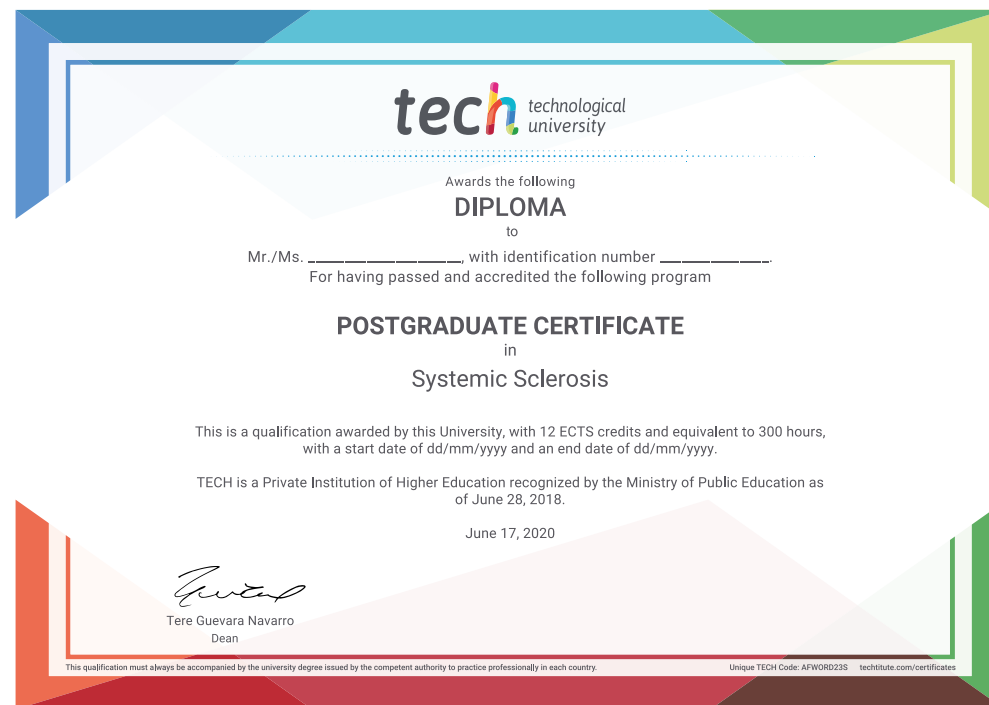 tech technological
university
Awards the following
DIPLOMA
to
Mr./Ms. ____________________, with identification number ______________.
For having passed and accredited the following program
POSTGRADUATE CERTIFICATE
in
Systemic Sclerosis
This is a qualification awarded by this University, with 12 ECTS credits and equivalent to 300 hours,
with a start date of dd/mm/yyyy and an end date of dd/mm/yyyy.
TECH is a Private Institution of Higher Education recognized by the Ministry of Public Education as
of June 28, 2018.
June 17, 2020
Tere Guevara Navarro
Dean
This qualification must always be accompanied by the university degree issued by the competent authority to practice professionally in each country.
Unique TECH Code: AFWORD23S techtitute.com/certificates